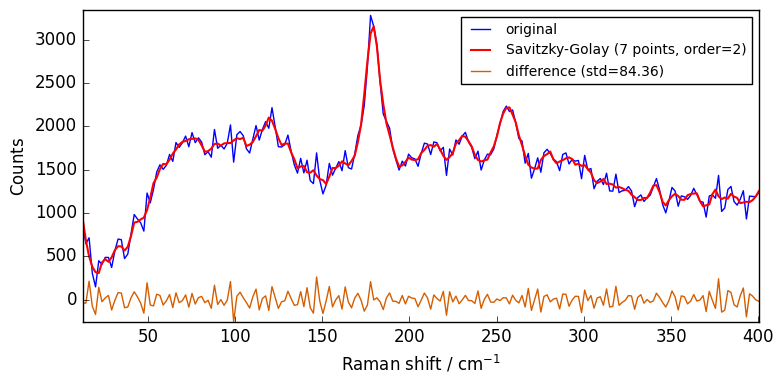 original
Savitzky-Golay (7 points, order=2)
difference (std=84.36)
Counts
3000
2500
2000
1500
1000
500
0
50 100 150 200 250 300 350 400
Raman shift / cm⁻¹